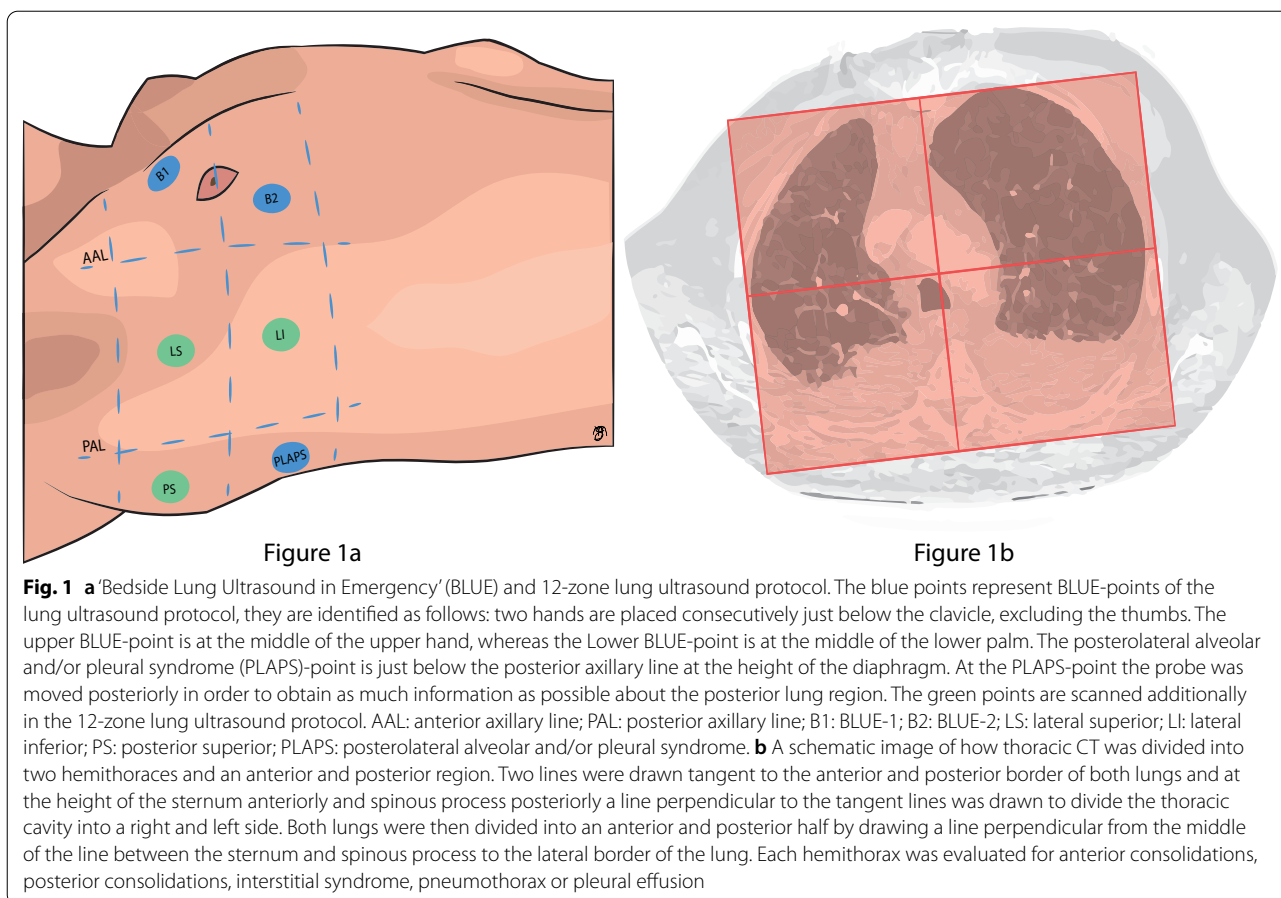 B1
B2
AAL
LS
LI
PAL
PLAPS
PS
Figure 1a
Figure 1b
Fig. 1 a 'Bedside Lung Ultrasound in Emergency' (BLUE) and 12-zone lung ultrasound protocol. The blue points represent BLUE-points of the
lung ultrasound protocol, they are identified as follows: two hands are placed consecutively just below the clavicle, excluding the thumbs. The
upper BLUE-point is at the middle of the upper hand, whereas the Lower BLUE-point is at the middle of the lower palm. The posterolateral alveolar
and/or pleural syndrome (PLAPS)-point is just below the posterior axillary line at the height of the diaphragm. At the PLAPS-point the probe was
moved posteriorly in order to obtain as much information as possible about the posterior lung region. The green points are scanned additionally
in the 12-zone lung ultrasound protocol. AAL: anterior axillary line; PAL: posterior axillary line; B1: BLUE-1; B2: BLUE-2; LS: lateral superior; LI: lateral
inferior; PS: posterior superior; PLAPS: posterolateral alveolar and/or pleural syndrome. b A schematic image of how thoracic CT was divided into
two hemithoraces and an anterior and posterior region. Two lines were drawn tangent to the anterior and posterior border of both lungs and at
the height of the sternum anteriorly and spinous process posteriorly a line perpendicular to the tangent lines was drawn to divide the thoracic
cavity into a right and left side. Both lungs were then divided into an anterior and posterior half by drawing a line perpendicular from the middle
of the line between the sternum and spinous process to the lateral border of the lung. Each hemithorax was evaluated for anterior consolidations,
posterior consolidations, interstitial syndrome, pneumothorax or pleural effusion